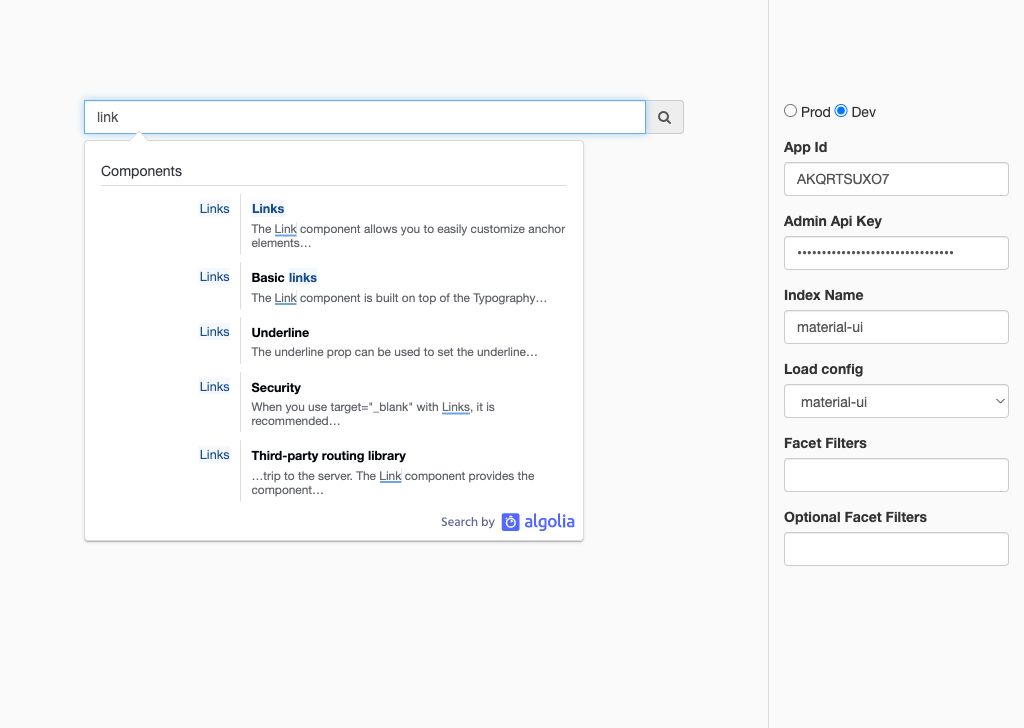 link
Components
Links
Links
The Link component allows you to easily customize anchor
elements…
Links
Basic links
The Link component is built on top of the Typography…
Links
Underline
The underline prop can be used to set the underline…
Links
Security
When you use target="_blank" with Links, it is
recommended…
Links
Third-party routing library
…trip to the server. The Link component provides the
component…
Search by algolia
Prod Dev
App Id
AKQRTSUXO7
Admin Api Key
••••••••••••••••••••••••••••••••
Index Name
material-ui
Load config
material-ui
Facet Filters
Optional Facet Filters